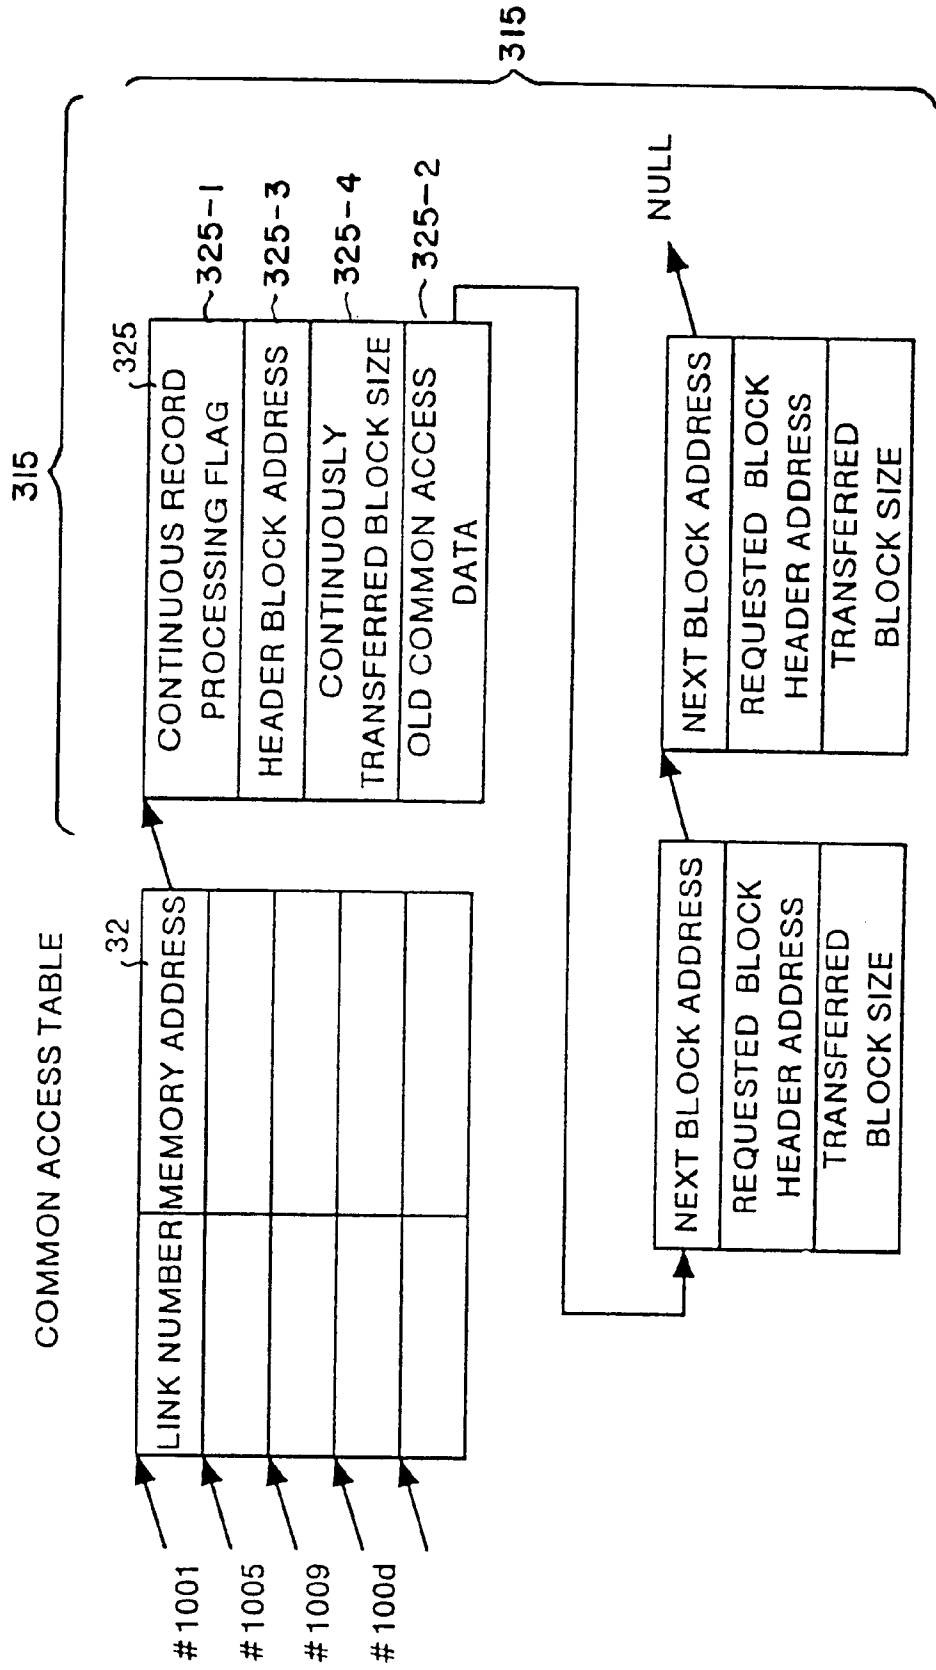 315
COMMON ACCESS TABLE
32
LINK NUMBER MEMORY ADDRESS
#1001
#1005
#1009
#100d
325
CONTINUOUS RECORD
PROCESSING FLAG
325-1
HEADER BLOCK ADDRESS
325-3
CONTINUOUSLY
TRANSFERRED BLOCK SIZE
325-4
OLD COMMON ACCESS
DATA
325-2
315
NEXT BLOCK ADDRESS
REQUESTED BLOCK
HEADER ADDRESS
TRANSFERRED
BLOCK SIZE
NEXT BLOCK ADDRESS
REQUESTED BLOCK
HEADER ADDRESS
TRANSFERRED
BLOCK SIZE
NULL